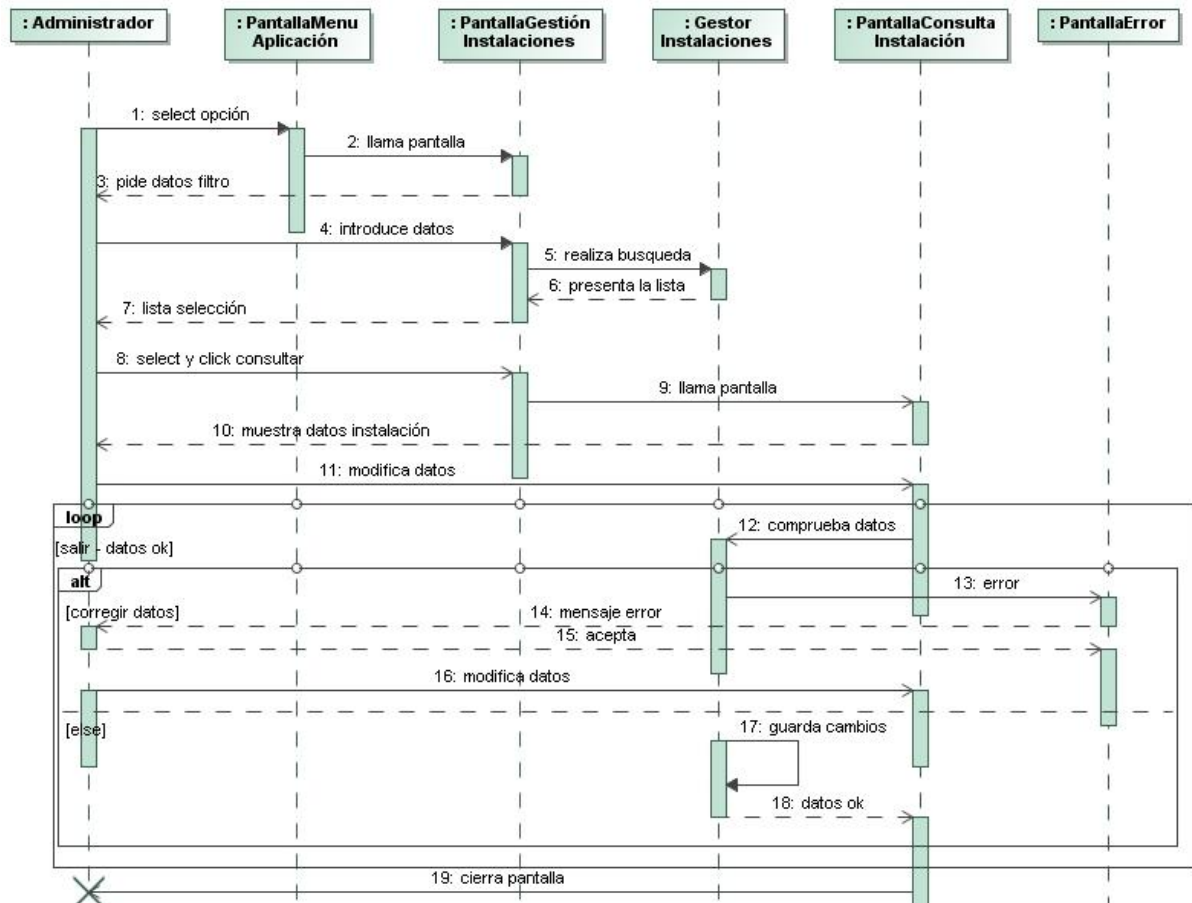 : Administrador
: PantallaMenu
Aplicación
: PantallaGestión
Instalaciones
: Gestor
Instalaciones
: PantallaConsulta
Instalación
: PantallaError
1: select opción
2: llama pantalla
3: pide datos filtro
4: introduce datos
5: realiza busqueda
6: presenta la lista
7: lista selección
8: select y click consultar
9: llama pantalla
10: muestra datos instalación
11: modifica datos
loop
12: comprueba datos
[salir - datos ok]
alt
13: error
[corregir datos]
14: mensaje error
15: acepta
16: modifica datos
[else]
17: guarda cambios
18: datos ok
19: cierra pantalla